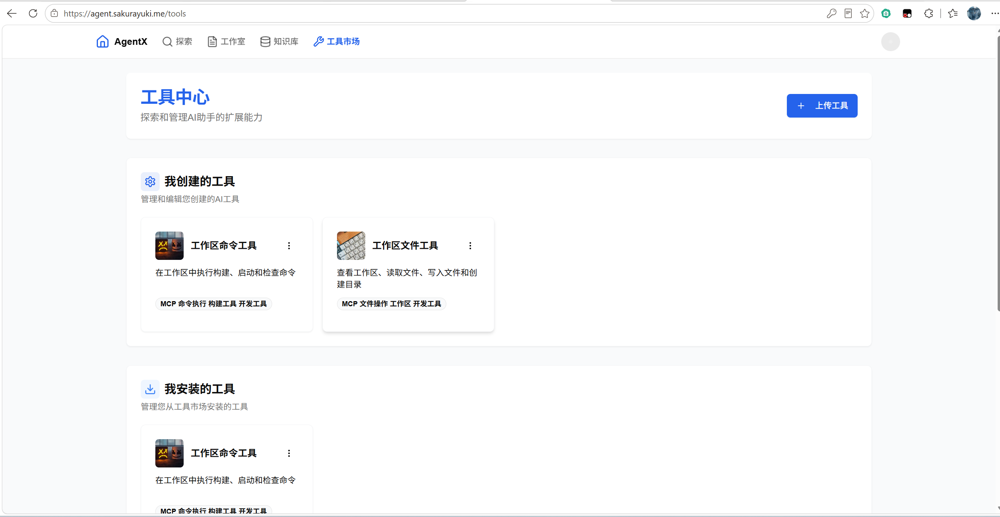 https://agent.sakurayuki.me/tools
AgentX 探索 工作室 知识库 工具市场
工具中心
探索和管理AI助手的扩展能力
+ 上传工具
我创建的工具
管理和编辑您创建的AI工具
工作区命令工具
在工作区中执行构建、启动和检查命令
MCP 命令执行 构建工具 开发工具
工作区文件工具
查看工作区、读取文件、写入文件和创
建目录
MCP 文件操作 工作区 开发工具
我安装的工具
管理您从工具市场安装的工具
工作区命令工具
在工作区中执行构建、启动和检查命令
MCP 命令执行 构建工具 开发工具